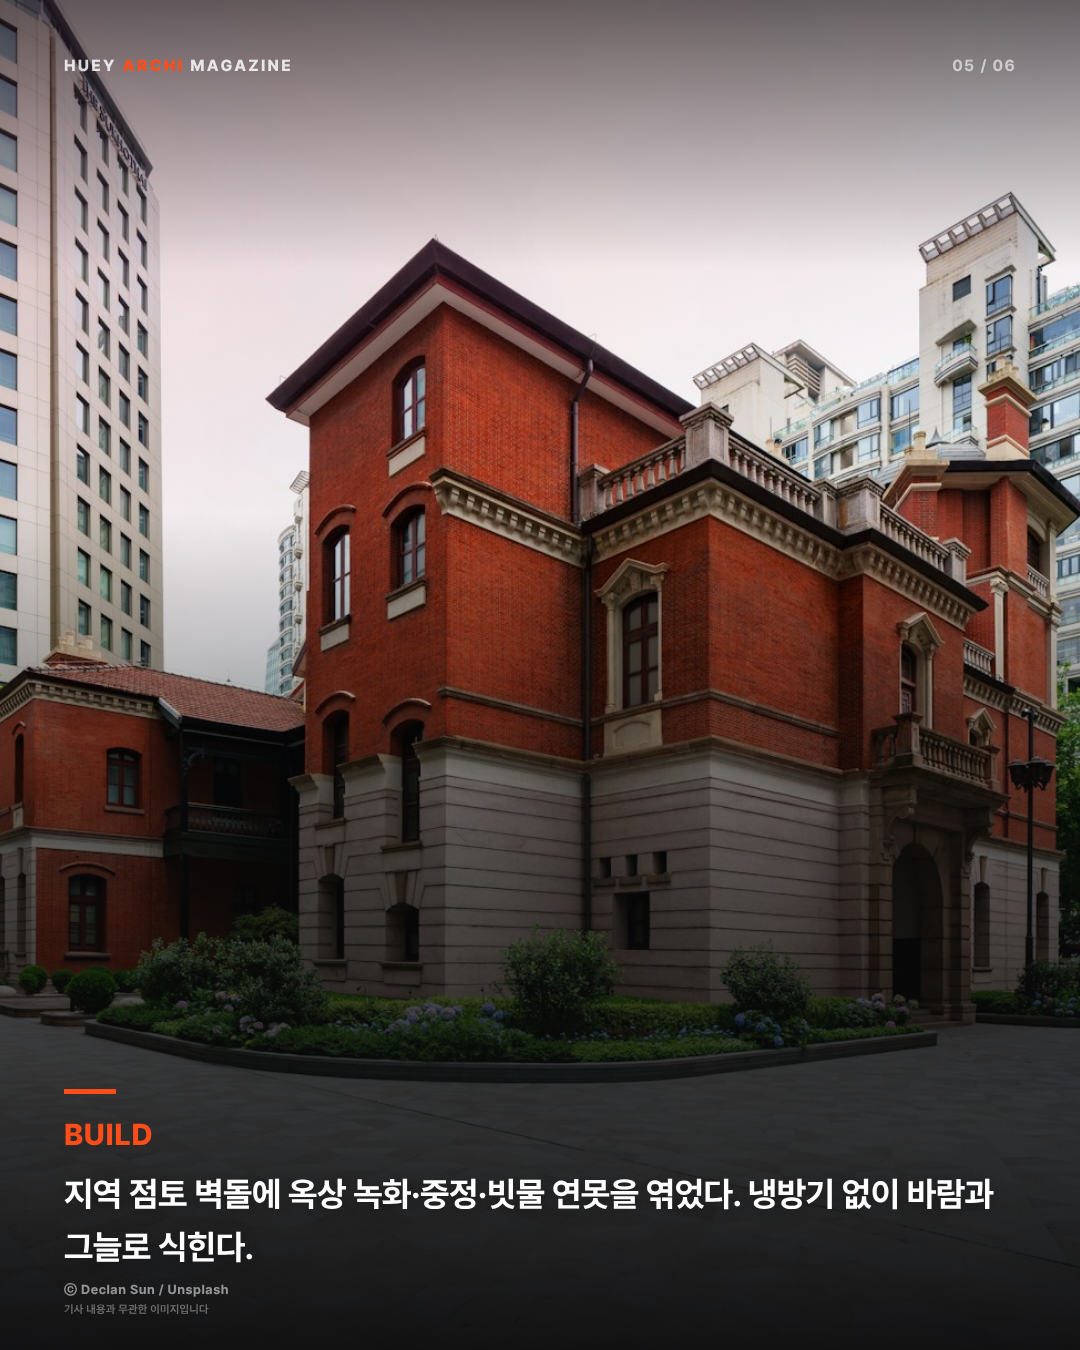 HUEY ARCHI MAGAZINE
05 / 06
THE SUKHOTHAI
BUILD
지역 점토 벽돌에 옥상 녹화·중정·빗물 연못을 엮었다. 냉방기 없이 바람과
그늘로 식힌다.
© Declan Sun / Unsplash
기사 내용과 무관한 이미지입니다